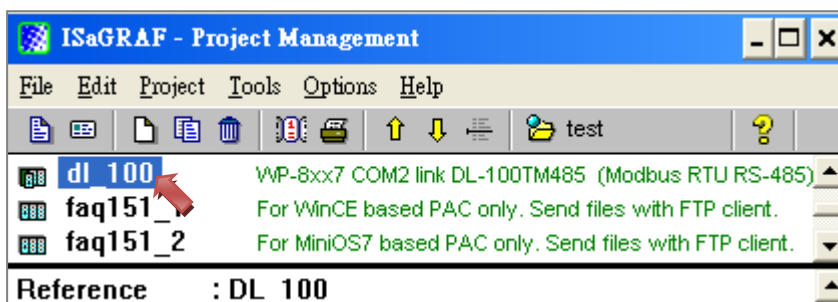 ISaGRAF - Project Management
File Edit Project Tools Options Help
test
dl_100 WP-8xx7 COM2 link DL-100TM485 (Modbus RTU RS-485)
faq151_1 For WinCE based PAC only. Send files with FTP client.
faq151_2 For MiniOS7 based PAC only. Send files with FTP client.
Reference : DL_100